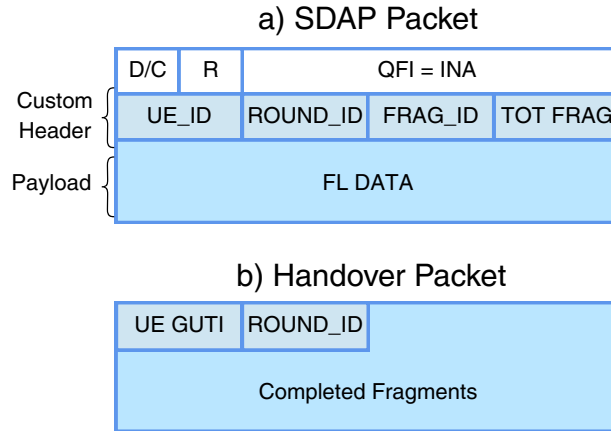 a) SDAP Packet
D/C R QFI = INA
Custom Header
UE_ID ROUND_ID FRAG_ID TOT FRAG
Payload
FL DATA
b) Handover Packet
UE GUTI ROUND_ID
Completed Fragments